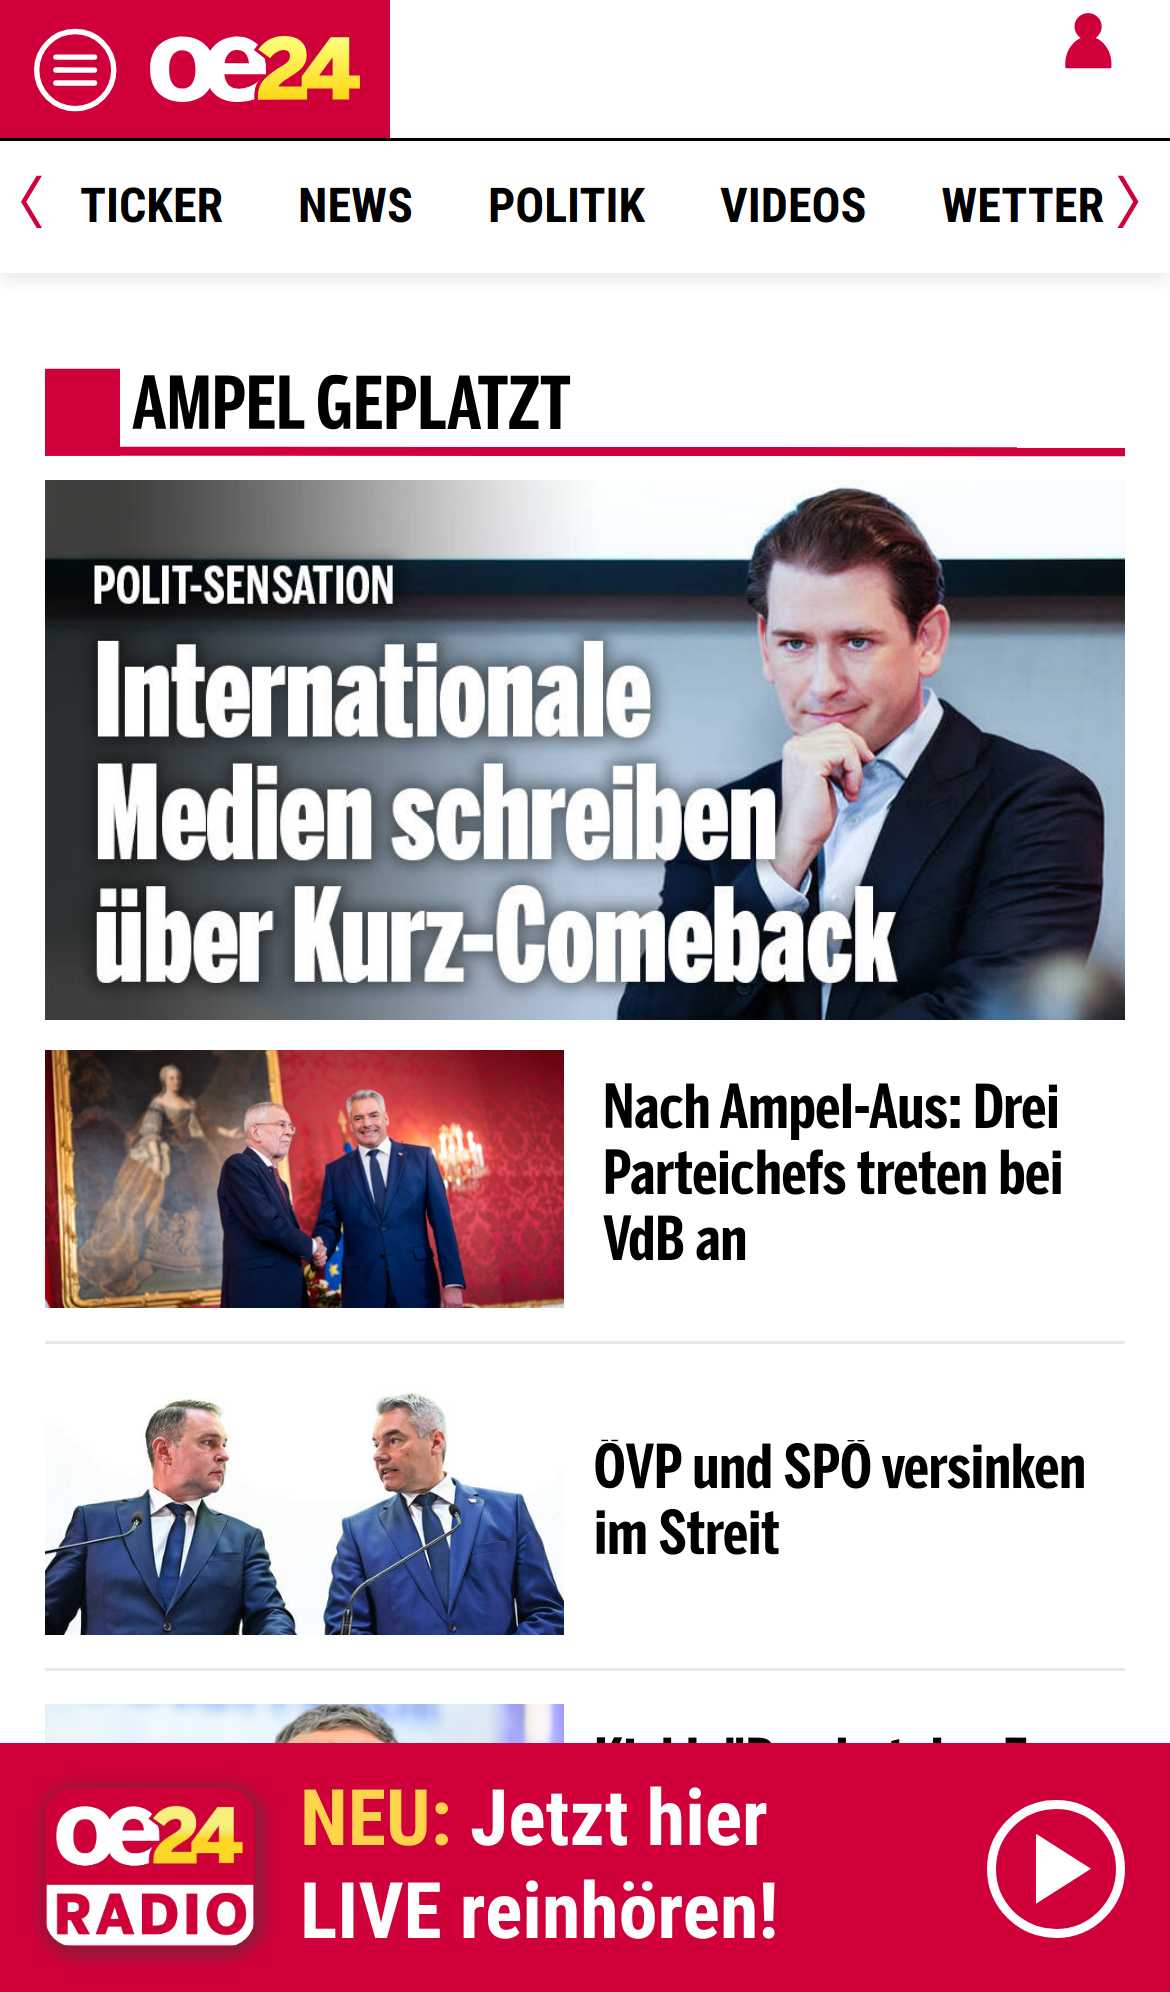 oe24
TICKER NEWS POLITIK VIDEOS WETTER
AMPEL GEPLATZT
POLIT-SENSATION
Internationale
Medien schreiben
über Kurz-Comeback
Nach Ampel-Aus: Drei
Parteichefs treten bei
VdB an
ÖVP und SPÖ versinken
im Streit
oe24
RADIO
NEU: Jetzt hier
LIVE reinhören!